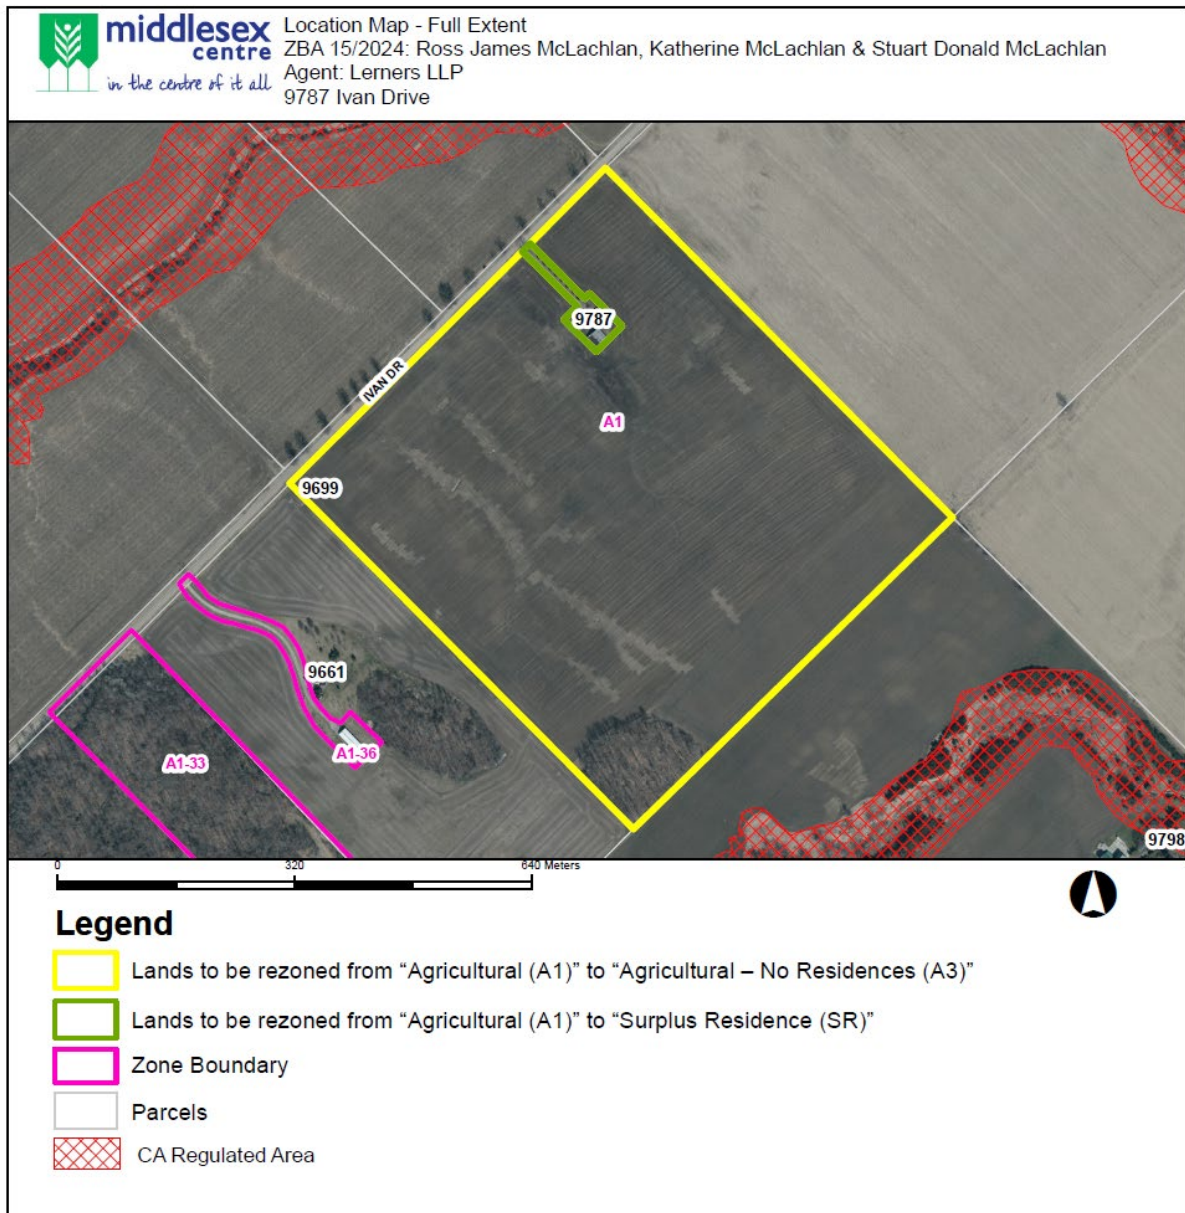 middlesex
centre
in the centre of it all
Location Map - Full Extent
ZBA 15/2024: Ross James McLachlan, Katherine McLachlan & Stuart Donald McLachlan
Agent: Lerners LLP
9787 Ivan Drive
9787
IVAN DR
A1
9699
9661
A1-36
A1-33
9798
0 320 640 Meters
Legend
Lands to be rezoned from “Agricultural (A1)” to “Agricultural – No Residences (A3)”
Lands to be rezoned from “Agricultural (A1)” to “Surplus Residence (SR)”
Zone Boundary
Parcels
CA Regulated Area